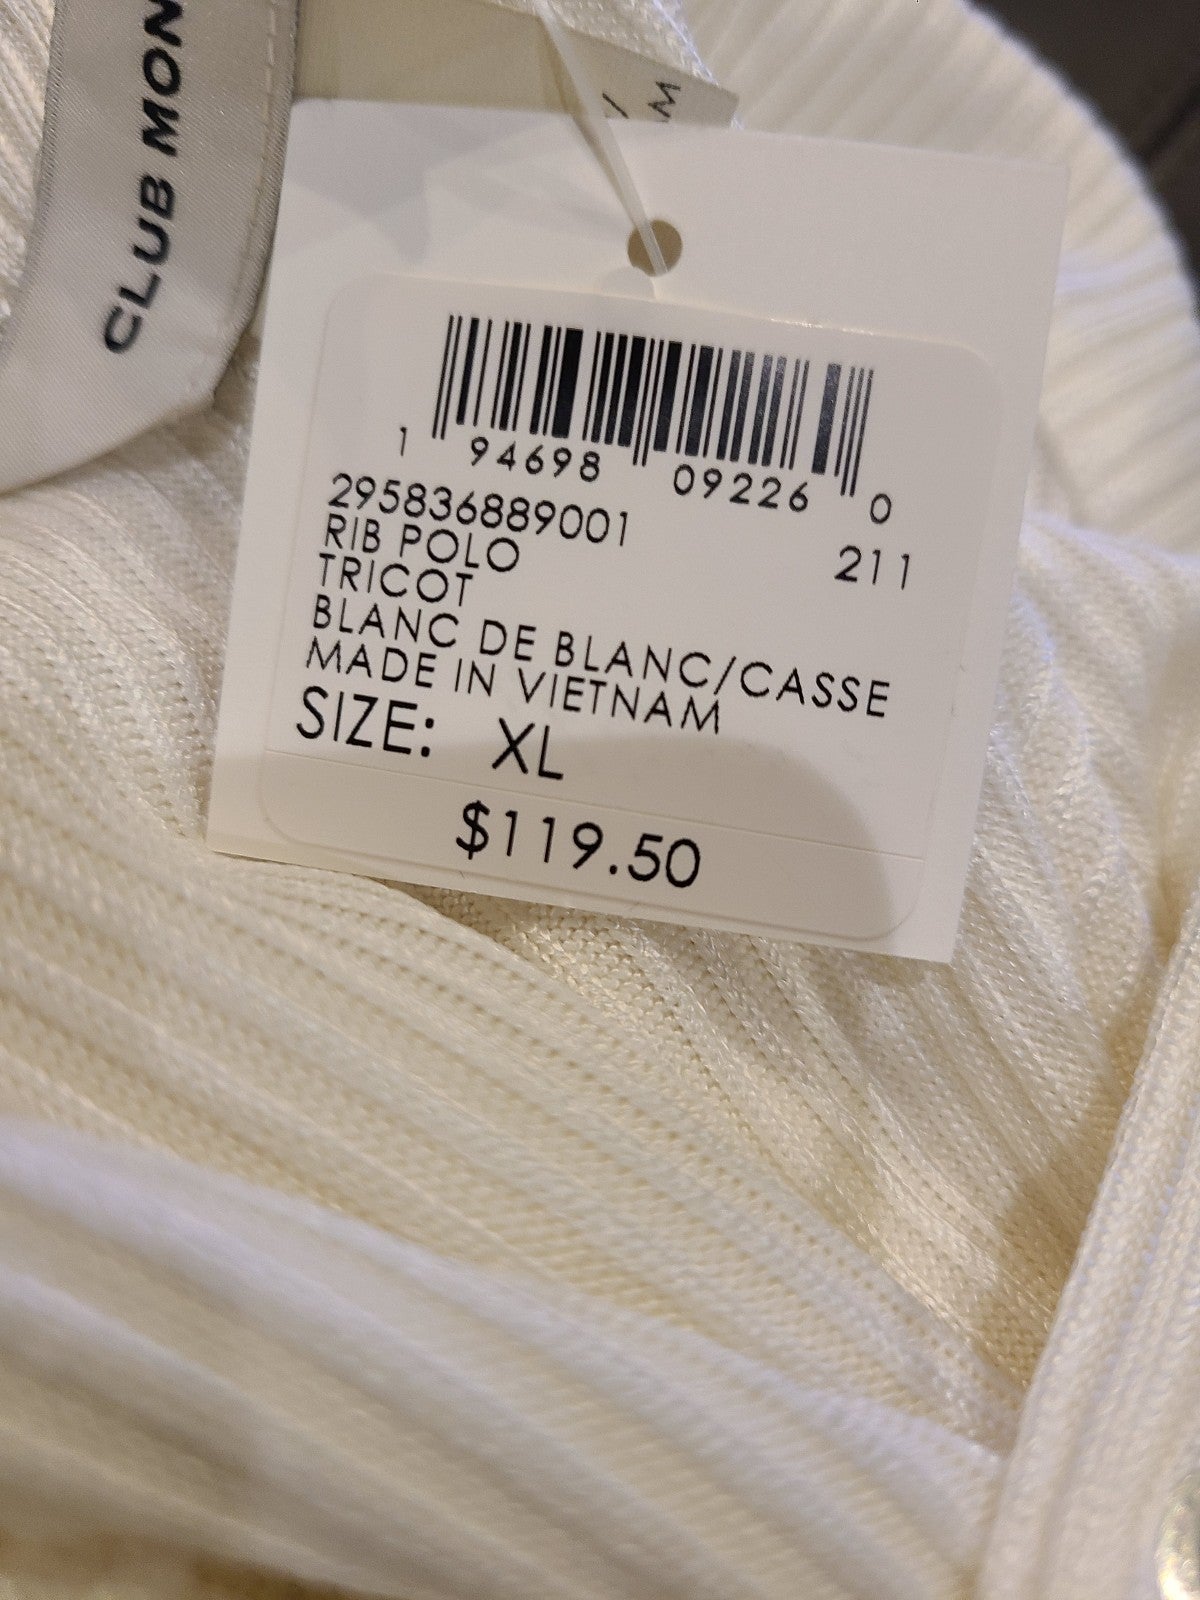 CLUB MON
M
1 94698 09226 0
295836889001
RIB POLO 211
TRICOT
BLANC DE BLANC/CASSE
MADE IN VIETNAM
SIZE: XL
$119.50